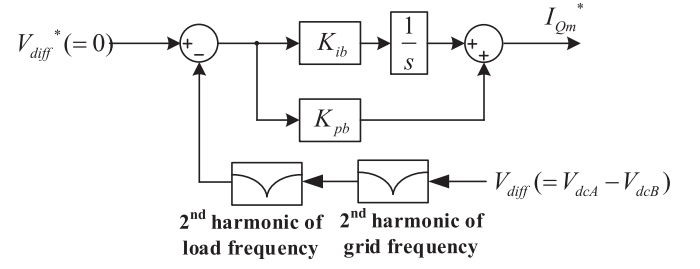 V_diff^*(= 0)
+
−
K_ib
1/s
+
+
I_Qm^*
K_pb
V_diff(= V_dcA − V_dcB)
2nd harmonic of load frequency
2nd harmonic of grid frequency